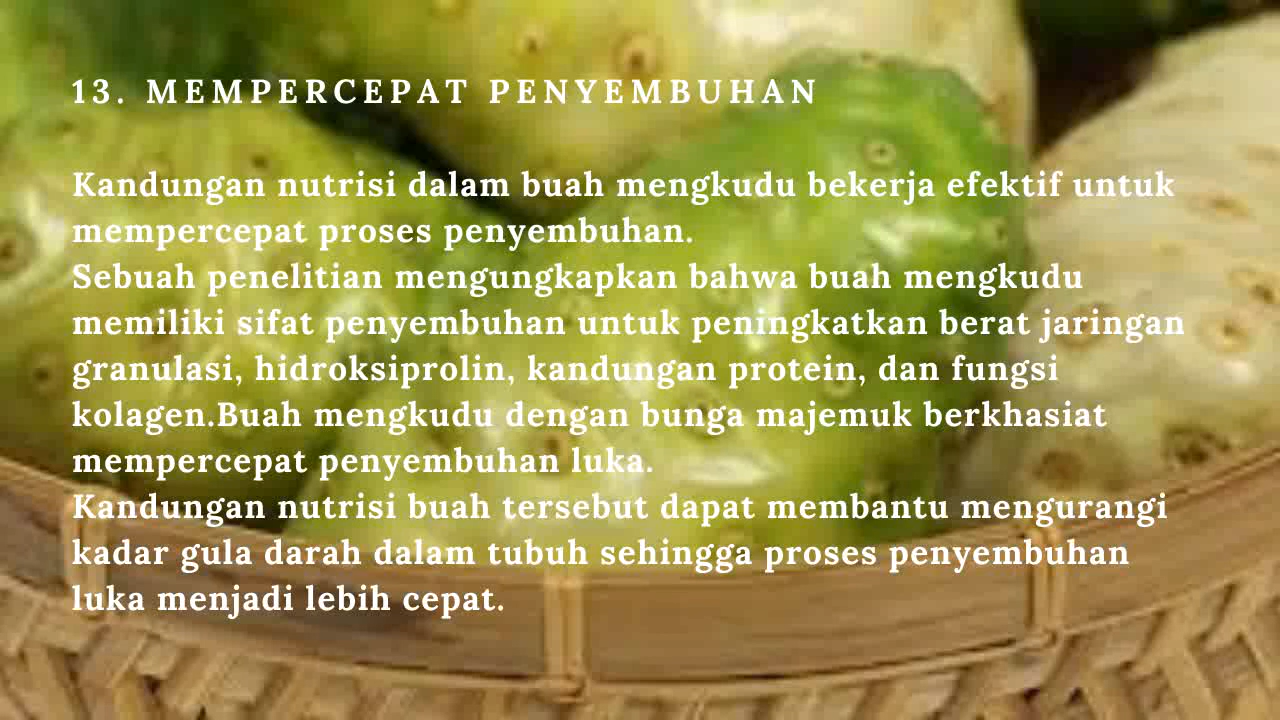 13. MEMPERCEPAT PENYEMBUHAN
Kandungan nutrisi dalam buah mengkudu bekerja efektif untuk
mempercepat proses penyembuhan.
Sebuah penelitian mengungkapkan bahwa buah mengkudu
memiliki sifat penyembuhan untuk peningkatkan berat jaringan
granulasi, hidroksiprolin, kandungan protein, dan fungsi
kolagen.Buah mengkudu dengan bunga majemuk berkhasiat
mempercepat penyembuhan luka.
Kandungan nutrisi buah tersebut dapat membantu mengurangi
kadar gula darah dalam tubuh sehingga proses penyembuhan
luka menjadi lebih cepat.